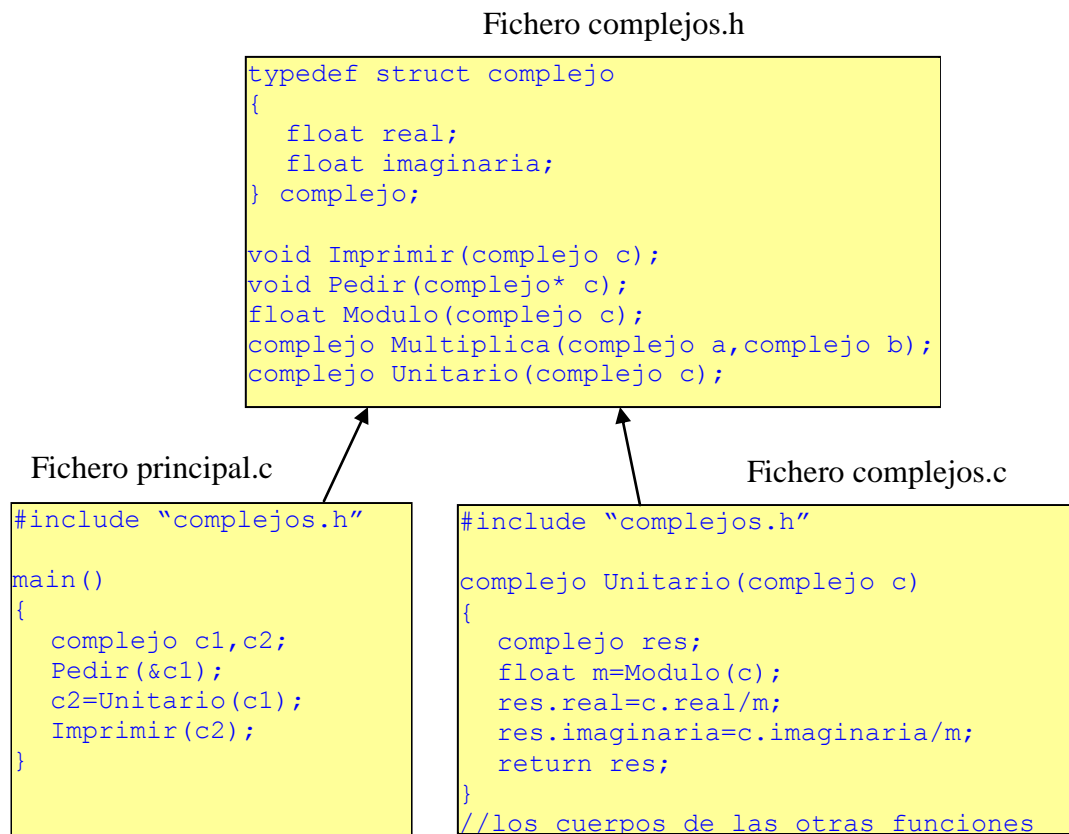 Fichero complejos.h
typedef struct complejo
{
float real;
float imaginaria;
} complejo;
void Imprimir(complejo c);
void Pedir(complejo* c);
float Modulo(complejo c);
complejo Multiplica(complejo a,complejo b);
complejo Unitario(complejo c);
Fichero principal.c
#include “complejos.h”
main()
{
complejo c1,c2;
Pedir(&c1);
c2=Unitario(c1);
Imprimir(c2);
}
Fichero complejos.c
#include “complejos.h”
complejo Unitario(complejo c)
{
complejo res;
float m=Modulo(c);
res.real=c.real/m;
res.imaginaria=c.imaginaria/m;
return res;
}
//los cuerpos de las otras funciones